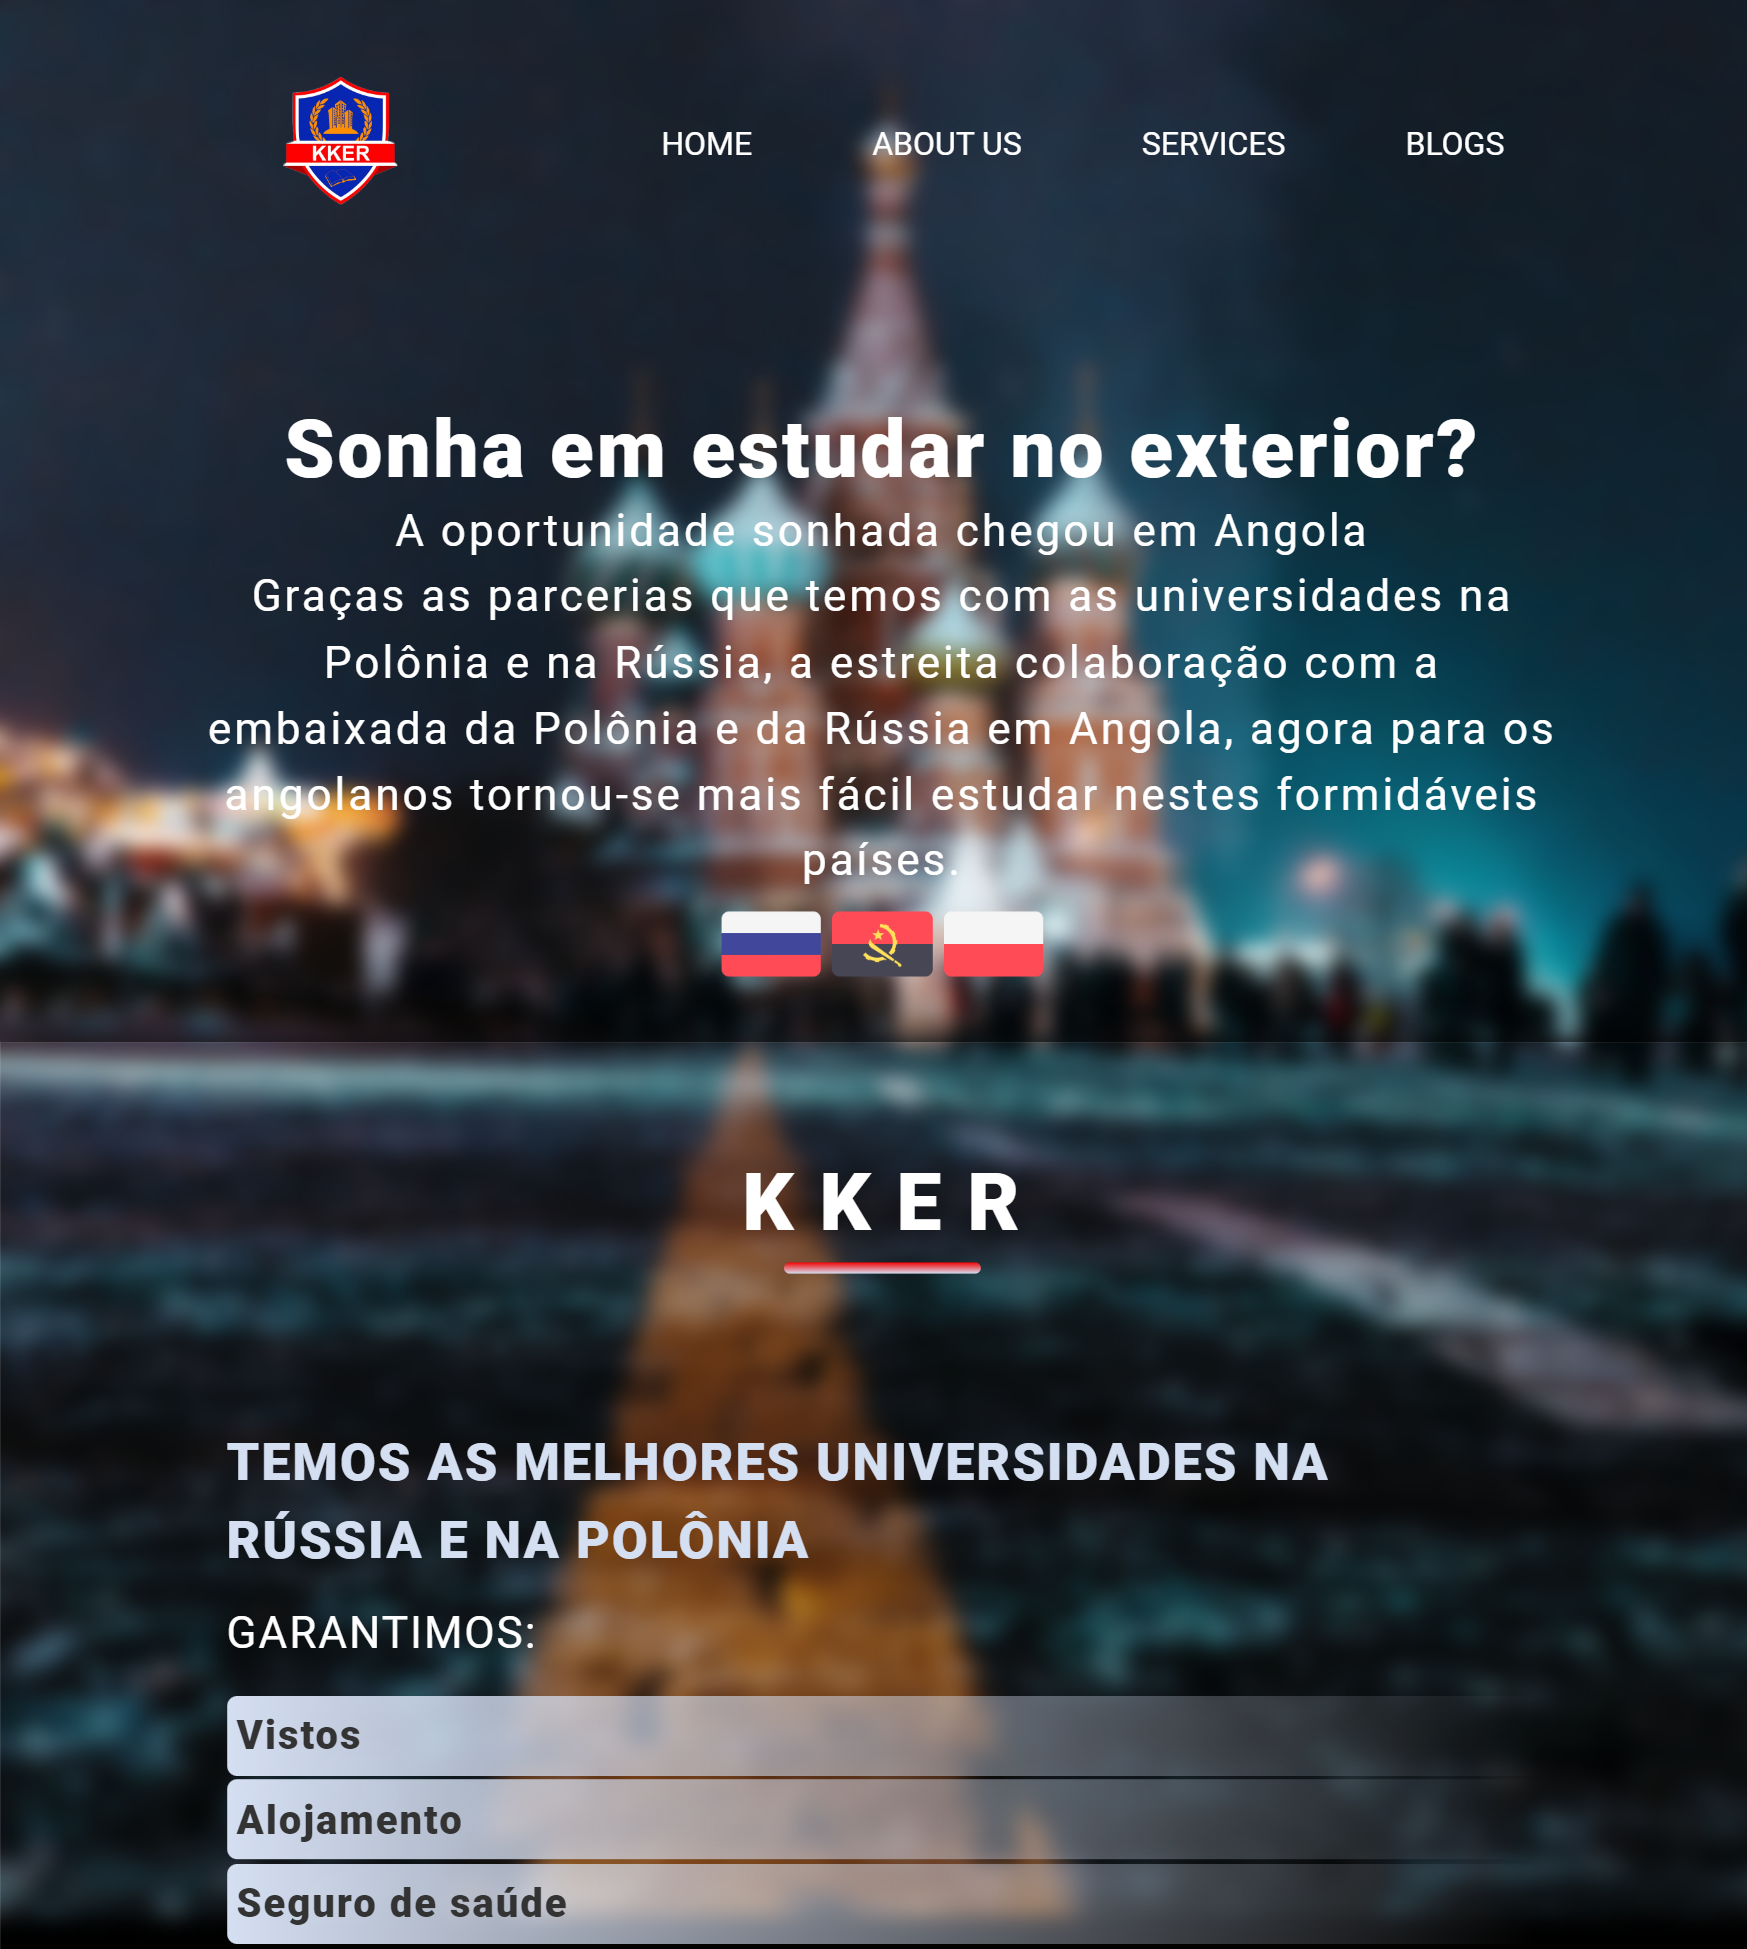 KKER
HOME ABOUT US SERVICES BLOGS
Sonha em estudar no exterior?
A oportunidade sonhada chegou em Angola
Graças as parcerias que temos com as universidades na
Polônia e na Rússia, a estreita colaboração com a
embaixada da Polônia e da Rússia em Angola, agora para os
angolanos tornou-se mais fácil estudar nestes formidáveis
países.
KKER
TEMOS AS MELHORES UNIVERSIDADES NA
RÚSSIA E NA POLÔNIA
GARANTIMOS:
Vistos
Alojamento
Seguro de saúde